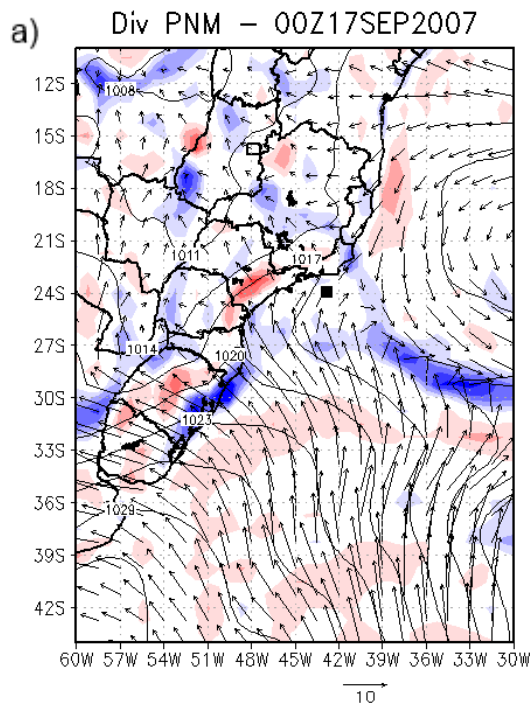 a) Div PNM – 00Z17SEP2007
12S
1008
15S
18S
21S
1011
1017
24S
27S
1014
1020
30S
1023
33S
36S
1029
39S
42S
60W 57W 54W 51W 48W 45W 42W 39W 36W 33W 30W
10